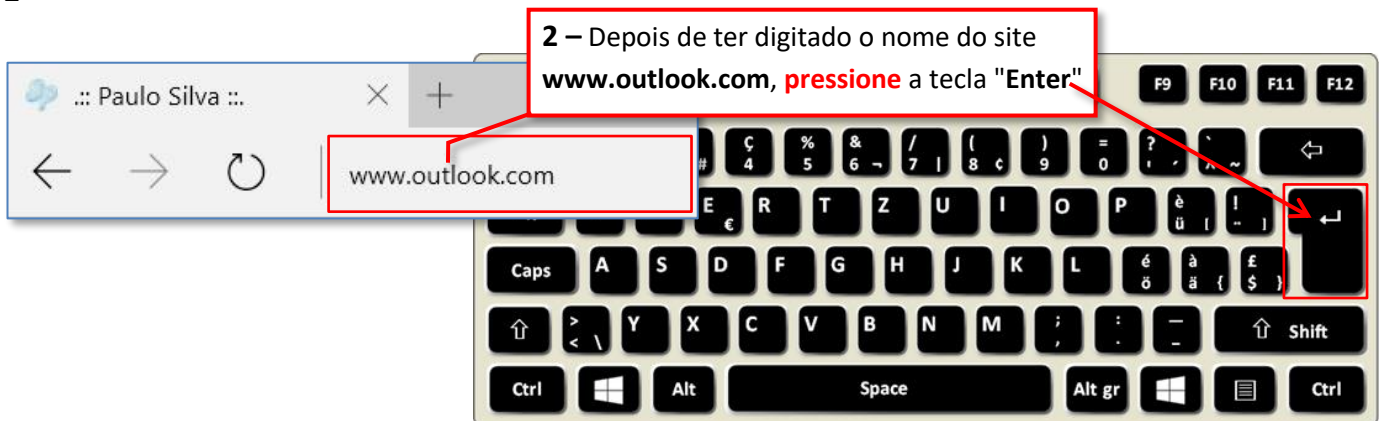 2 – Depois de ter digitado o nome do site
www.outlook.com, pressione a tecla "Enter"
.:: Paulo Silva ::.
www.outlook.com
F9 F10 F11 F12
# Ç 4 % 5 & 6 ¬ / 7 | ( 8 ¢ ) 9 = 0 ? ' ´ ` ~
E € R T Z U I O P è ü [ ! ¨ ]
Caps A S D F G H J K L é ö à ä { £ $ }
> < \ Y X C V B N M ; , : . _ - Shift
Ctrl Alt Space Alt gr Ctrl